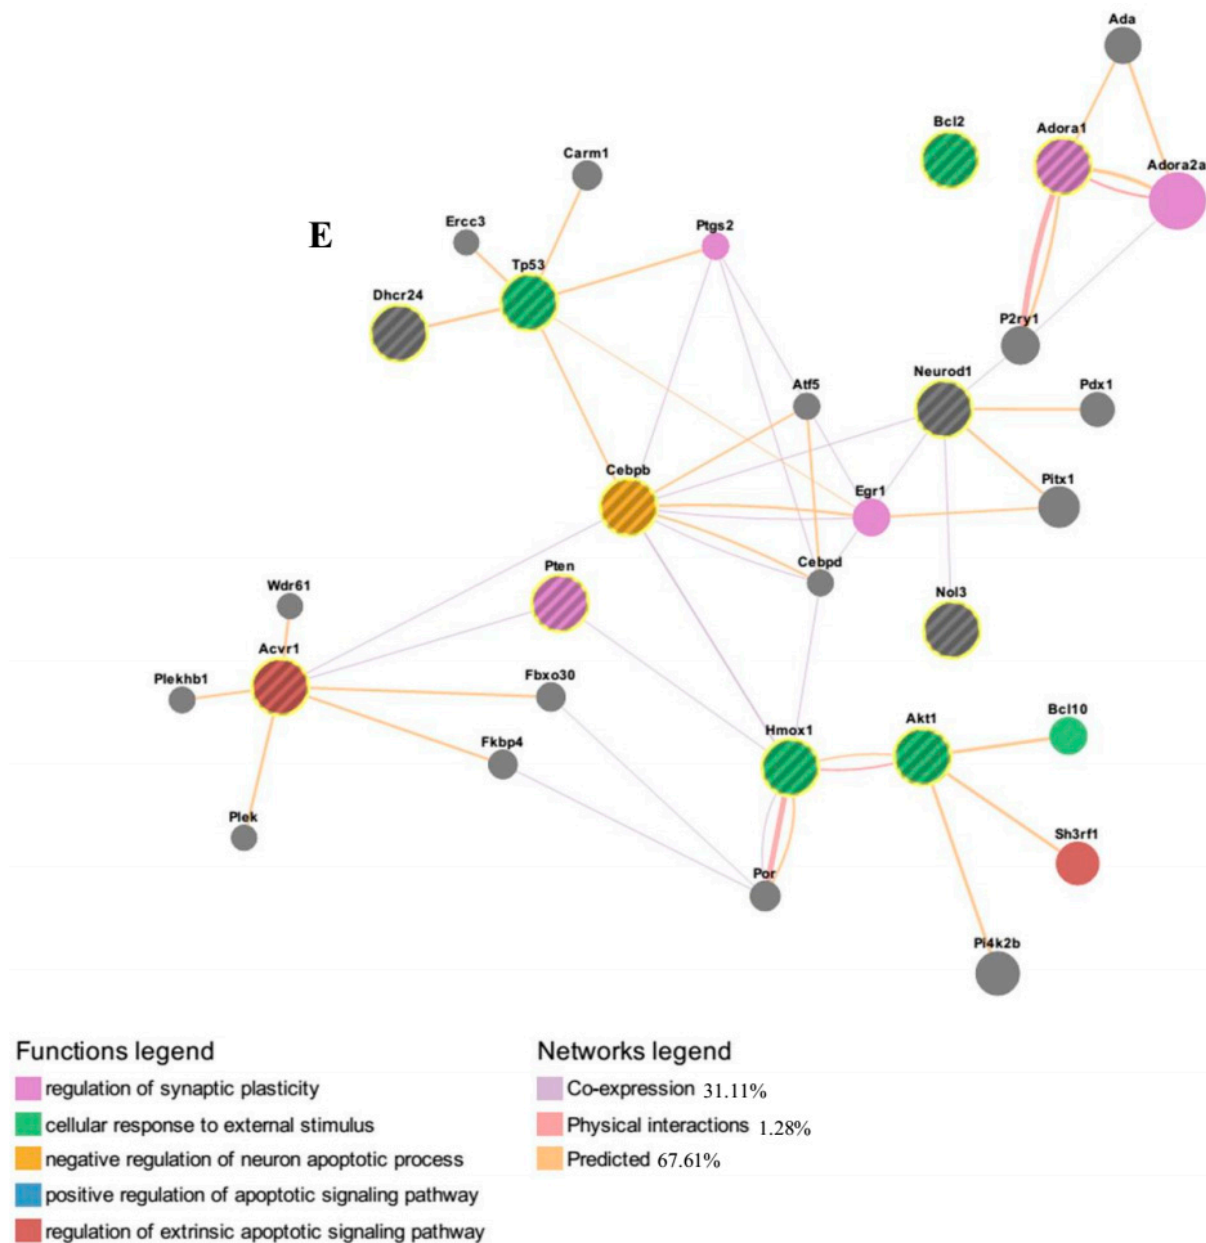 Ada
Bcl2
Adora1
Carm1
Adora2a
Ercc3
Ptgs2
E
Tp53
Dhcr24
P2ry1
Neurod1
Atf5
Pdx1
Cebpb
Egr1
Pitx1
Cebpd
Pten
Wdr61
Nol3
Acvr1
Plekhb1
Fbxo30
Bcl10
Akt1
Hmox1
Fkbp4
Plek
Sh3rf1
Por
Pi4k2b
Functions legend
regulation of synaptic plasticity
cellular response to external stimulus
negative regulation of neuron apoptotic process
positive regulation of apoptotic signaling pathway
regulation of extrinsic apoptotic signaling pathway
Networks legend
Co-expression 31.11%
Physical interactions 1.28%
Predicted 67.61%